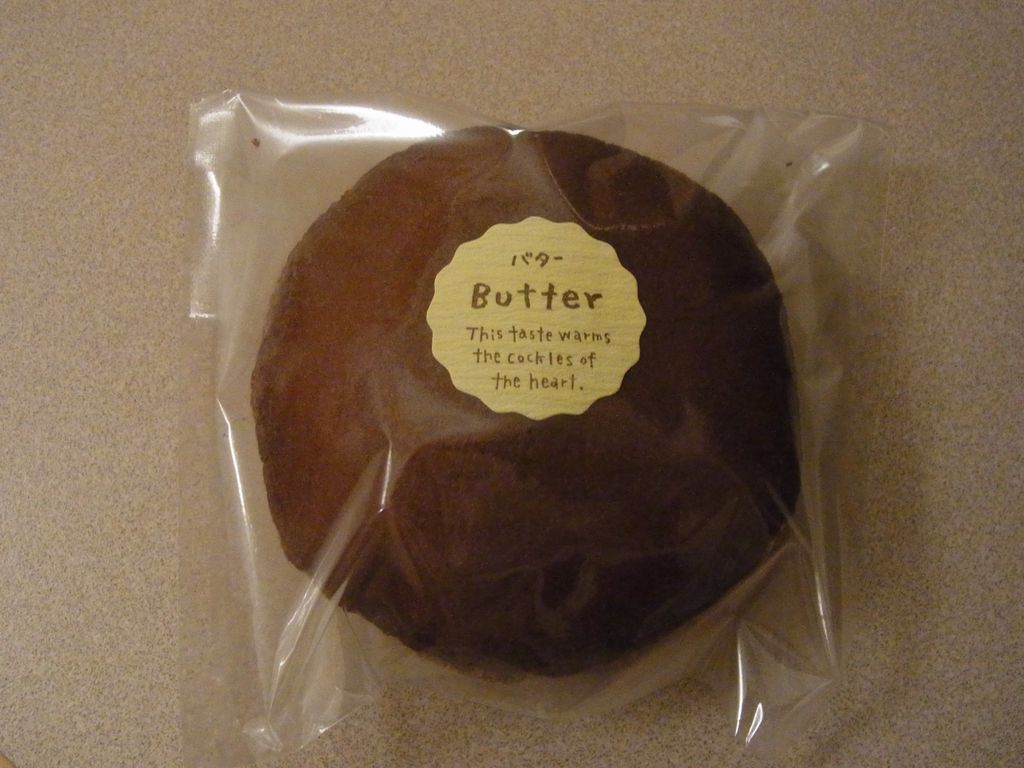 バター
Butter
This taste warms
the cockles of
the heart.